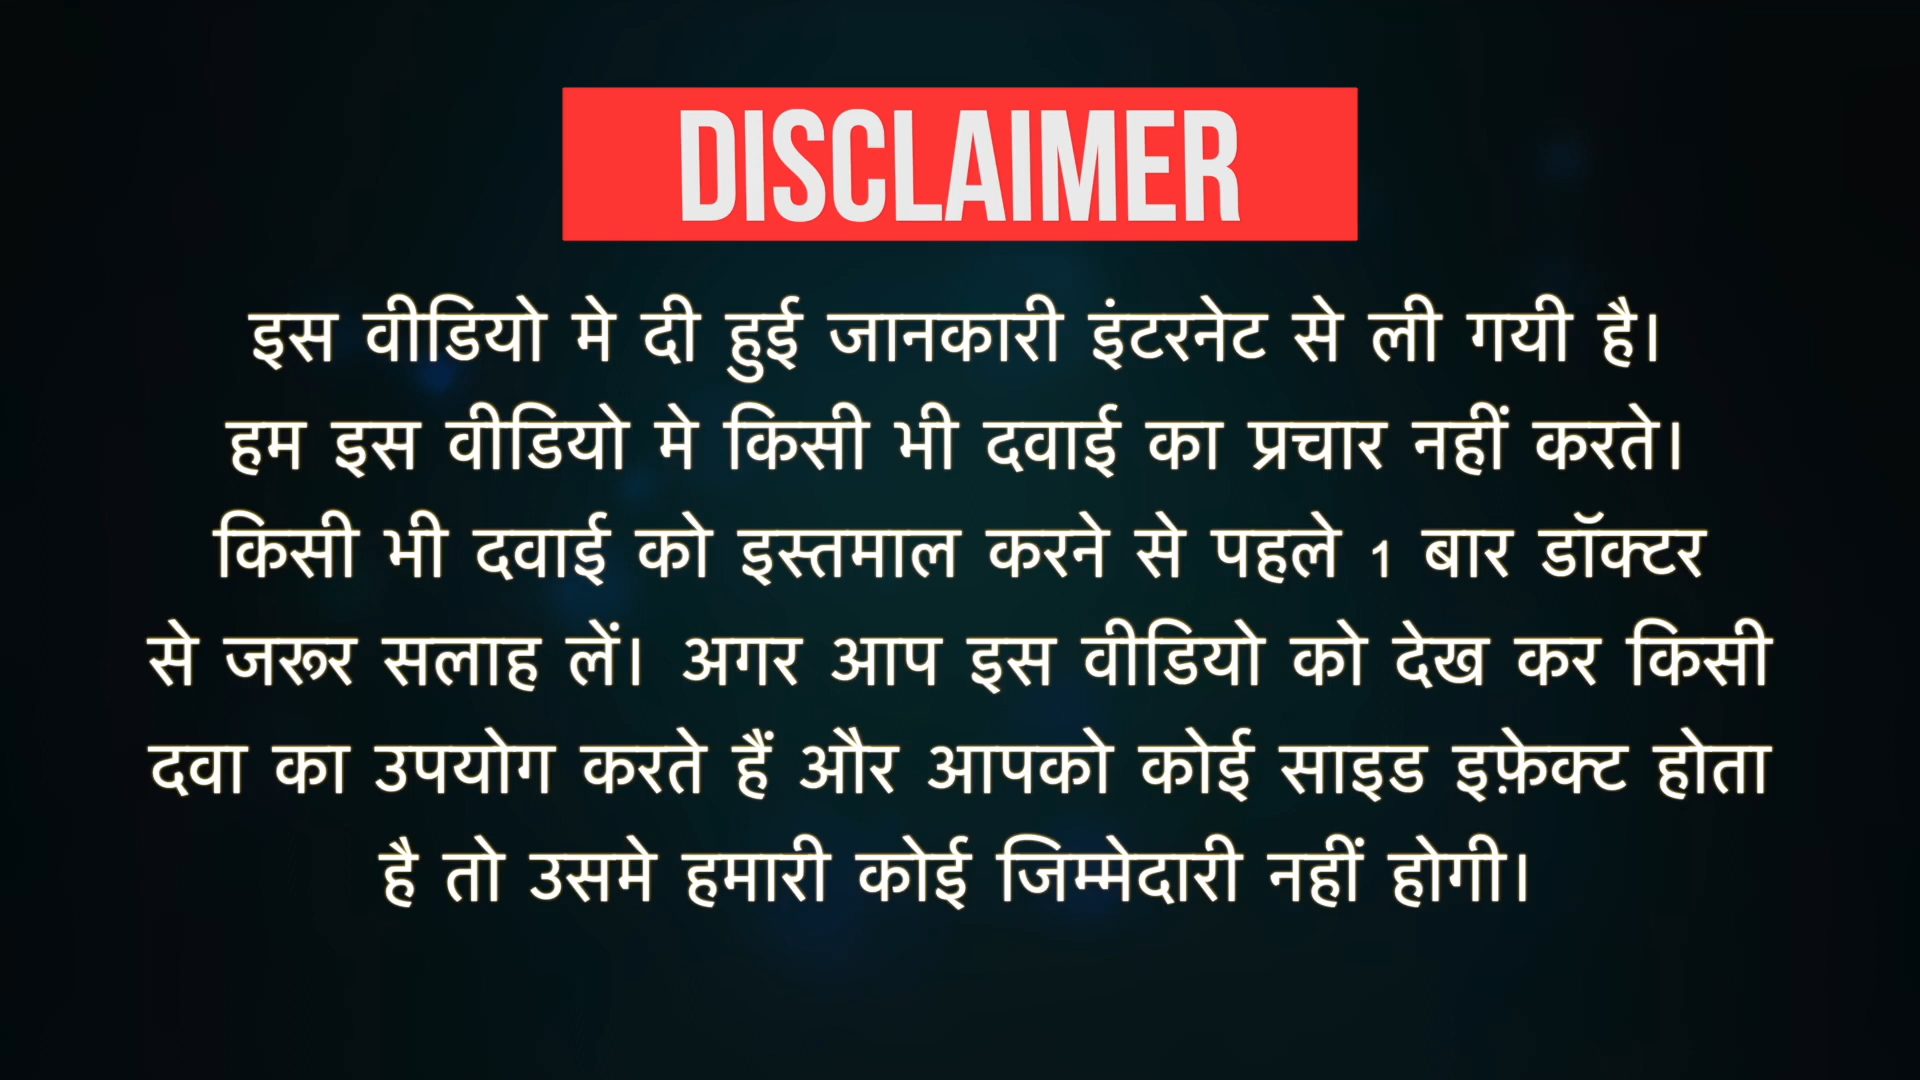 DISCLAIMER
इस वीडियो मे दी हुई जानकारी इंटरनेट से ली गयी है।
हम इस वीडियो मे किसी भी दवाई का प्रचार नहीं करते।
किसी भी दवाई को इस्तमाल करने से पहले 1 बार डॉक्टर
से जरूर सलाह लें। अगर आप इस वीडियो को देख कर किसी
दवा का उपयोग करते हैं और आपको कोई साइड इफ़ेक्ट होता
है तो उसमे हमारी कोई जिम्मेदारी नहीं होगी।